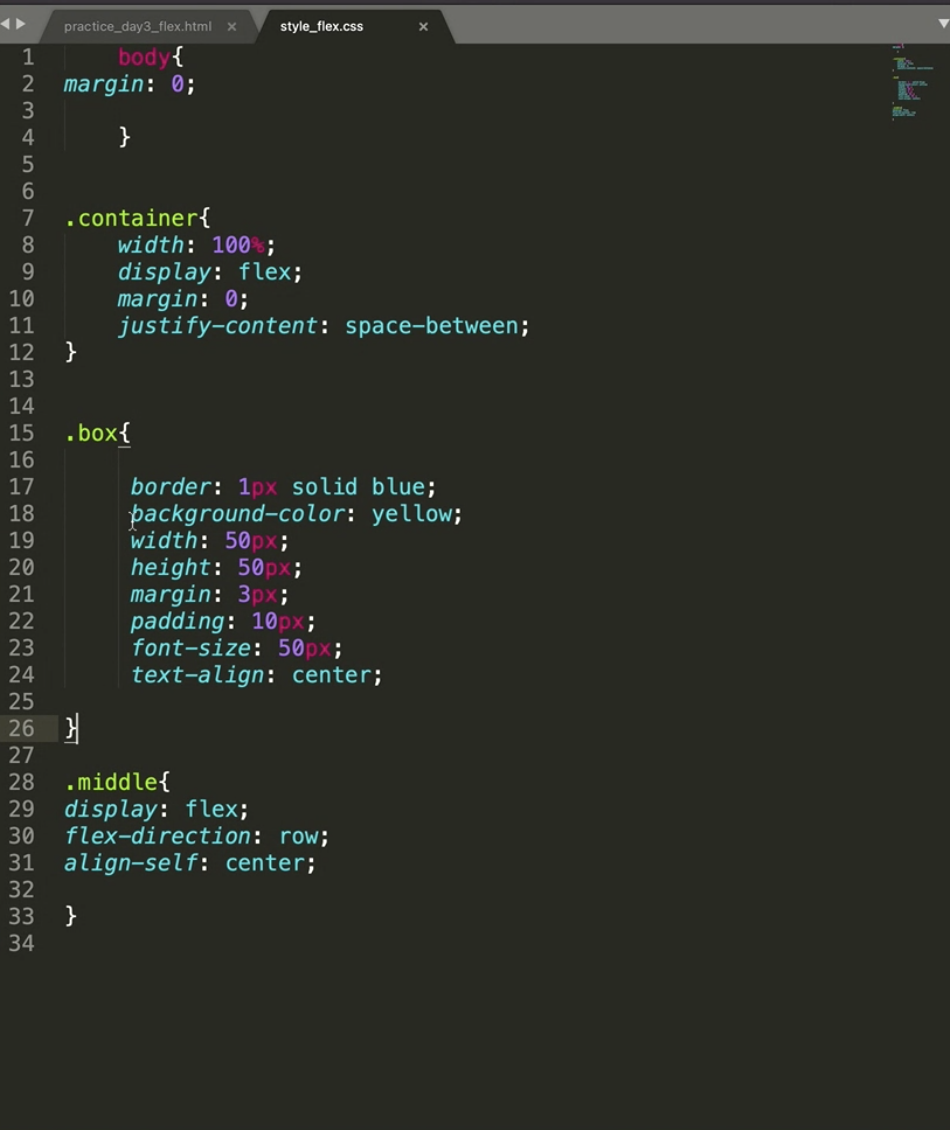 practice_day3_flex.html × style_flex.css ×
1 body{
2 margin: 0;
3
4 }
5
6
7 .container{
8 width: 100%;
9 display: flex;
10 margin: 0;
11 justify-content: space-between;
12 }
13
14
15 .box{
16
17 border: 1px solid blue;
18 background-color: yellow;
19 width: 50px;
20 height: 50px;
21 margin: 3px;
22 padding: 10px;
23 font-size: 50px;
24 text-align: center;
25
26 }
27
28 .middle{
29 display: flex;
30 flex-direction: row;
31 align-self: center;
32
33 }
34